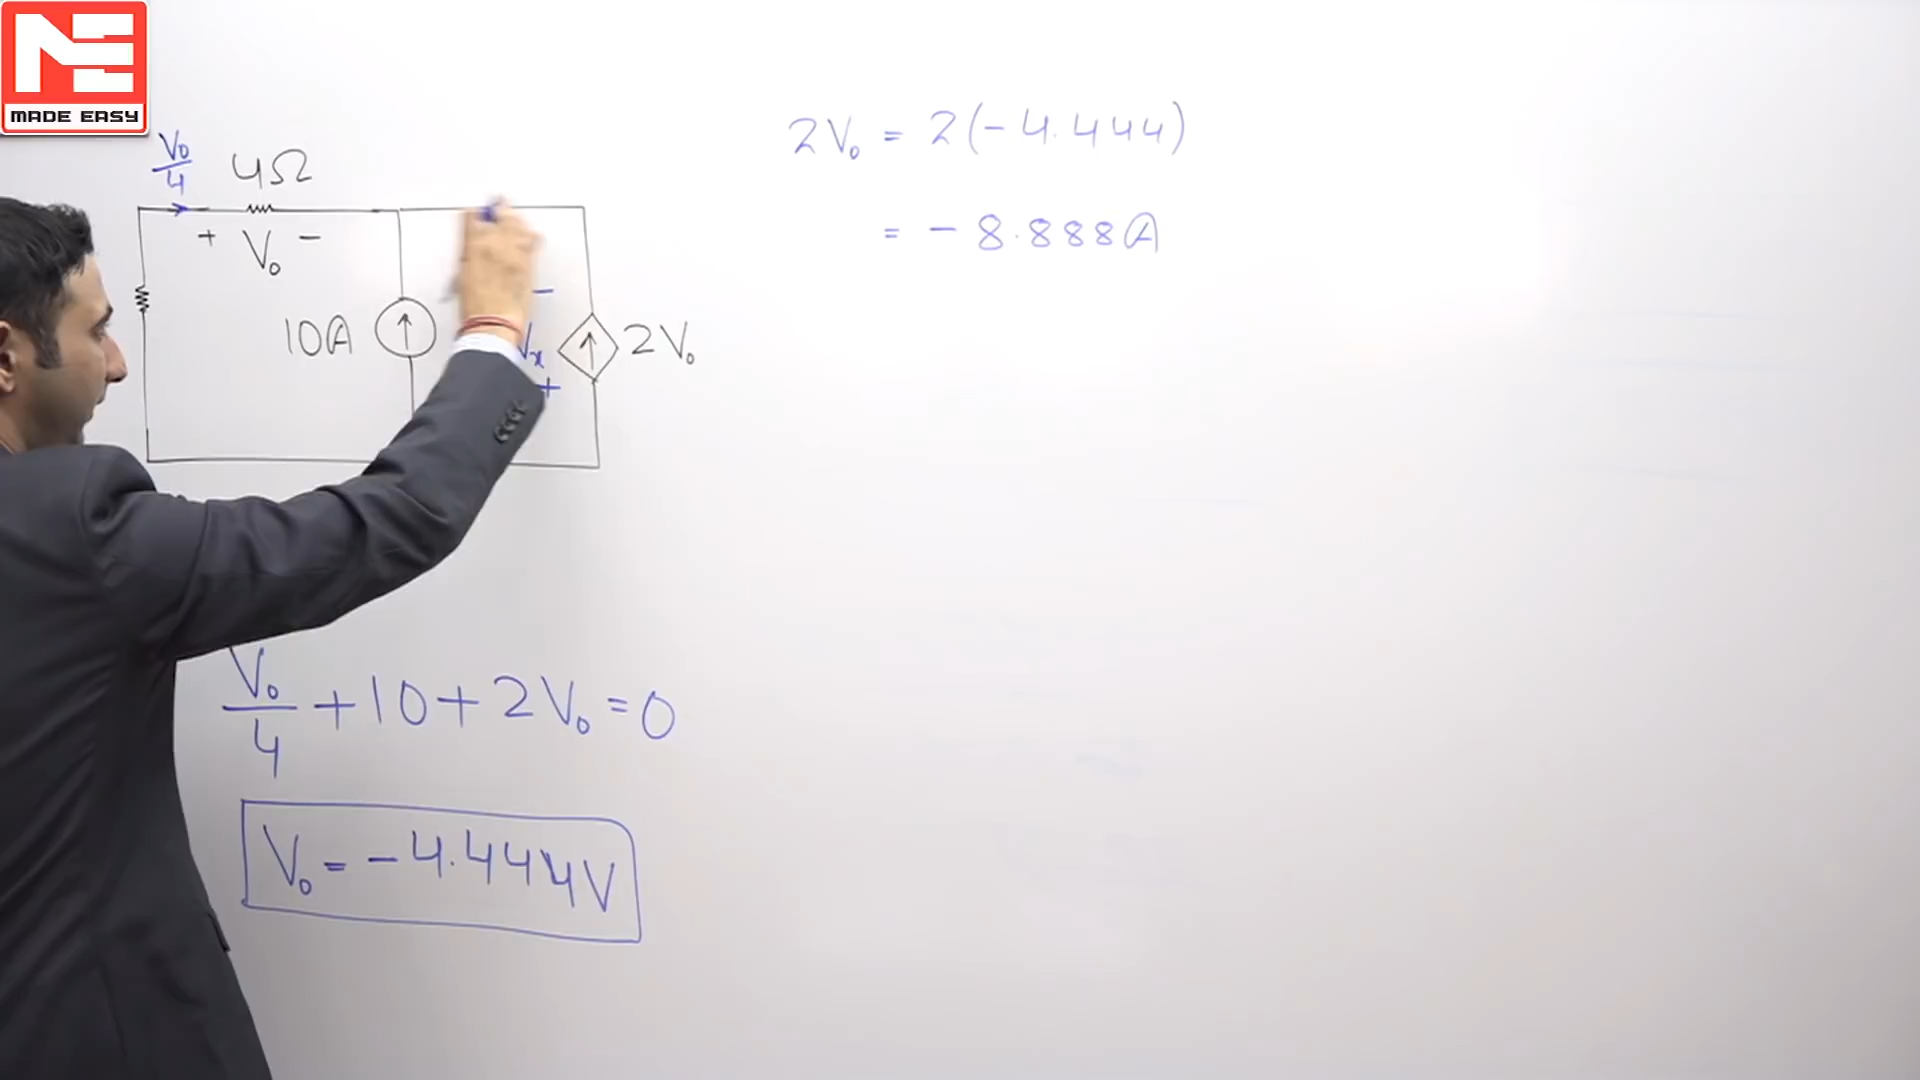 MADE EASY
V₀/4
4Ω
+ V₀ −
10A
−
Vₓ
+
2V₀
2V₀ = 2(-4.444)
= -8.888A
V₀/4 + 10 + 2V₀ = 0
V₀ = -4.444V